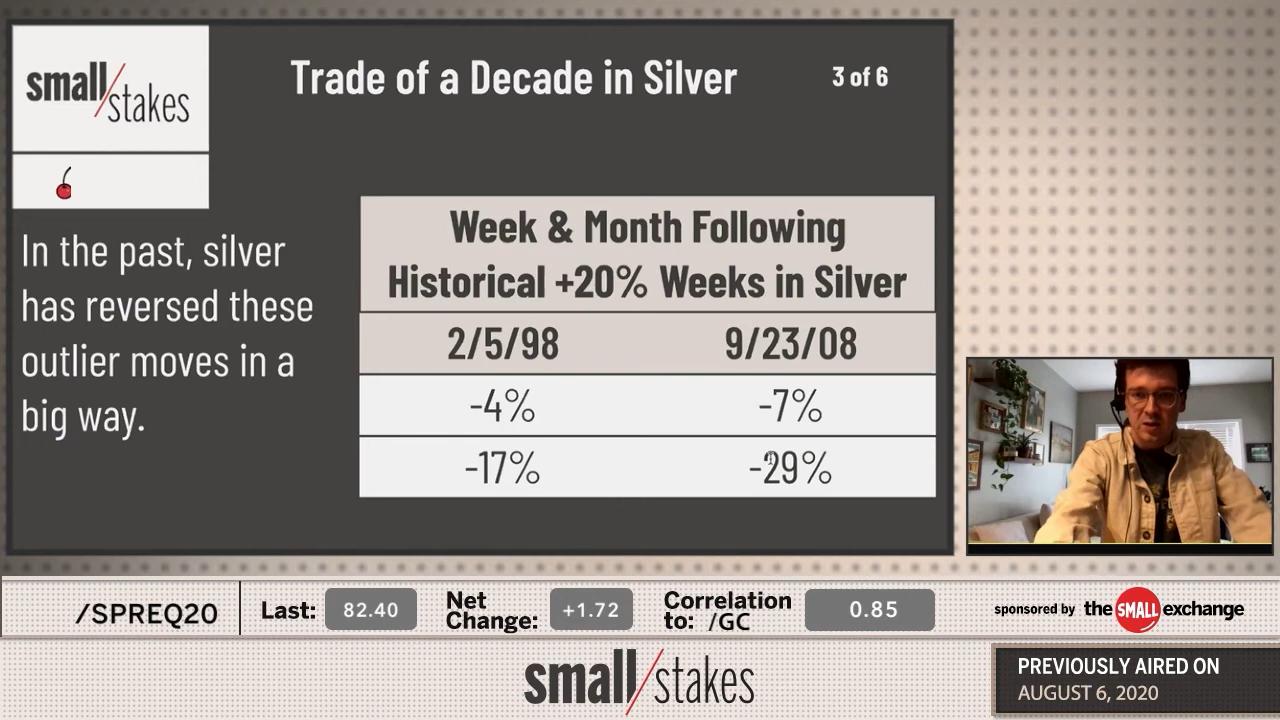 small/stakes
Trade of a Decade in Silver
3 of 6
In the past, silver
has reversed these
outlier moves in a
big way.
Week & Month Following
Historical +20% Weeks in Silver
2/5/98 9/23/08
-4% -7%
-17% -29%
/SPREQ20
Last: 82.40
Net
Change: +1.72
Correlation
to: /GC 0.85
sponsored by the SMALL exchange
small/stakes
PREVIOUSLY AIRED ON
AUGUST 6, 2020